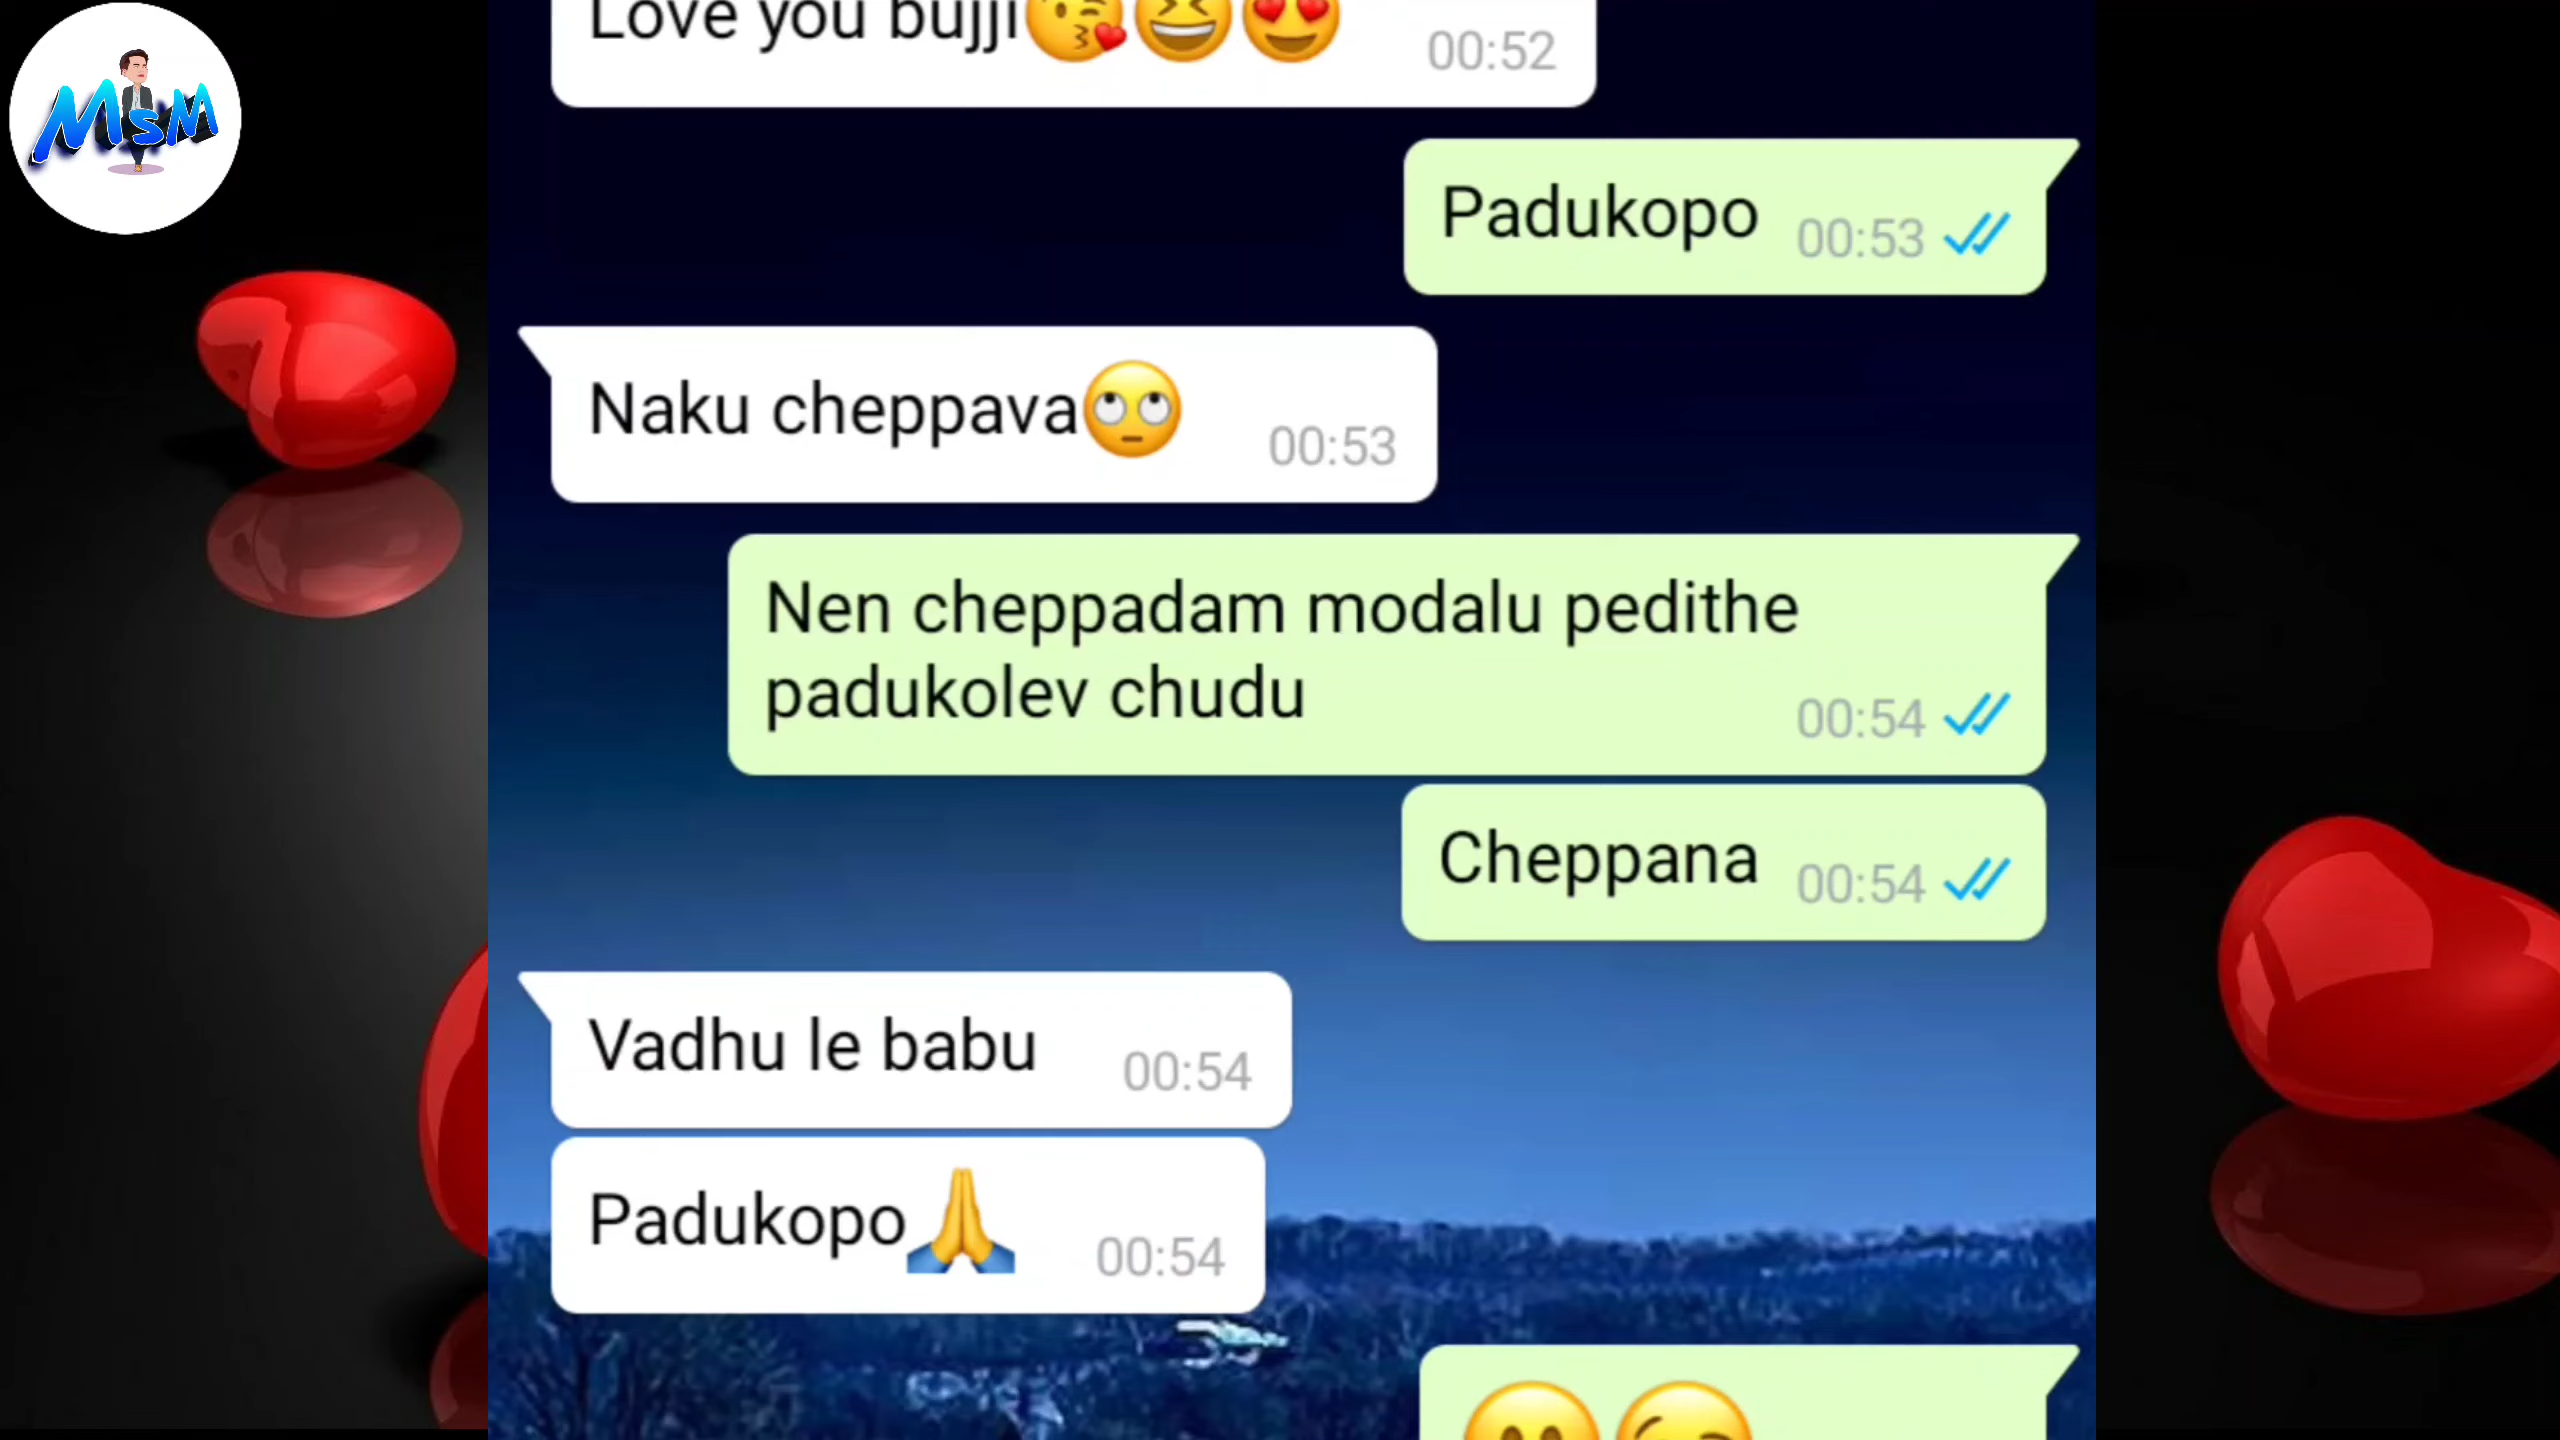 MsM
Love you bujji😘😆😍 00:52
Padukopo 00:53
Naku cheppava🙄 00:53
Nen cheppadam modalu pedithe
padukolev chudu 00:54
Cheppana 00:54
Vadhu le babu 00:54
Padukopo🙏 00:54